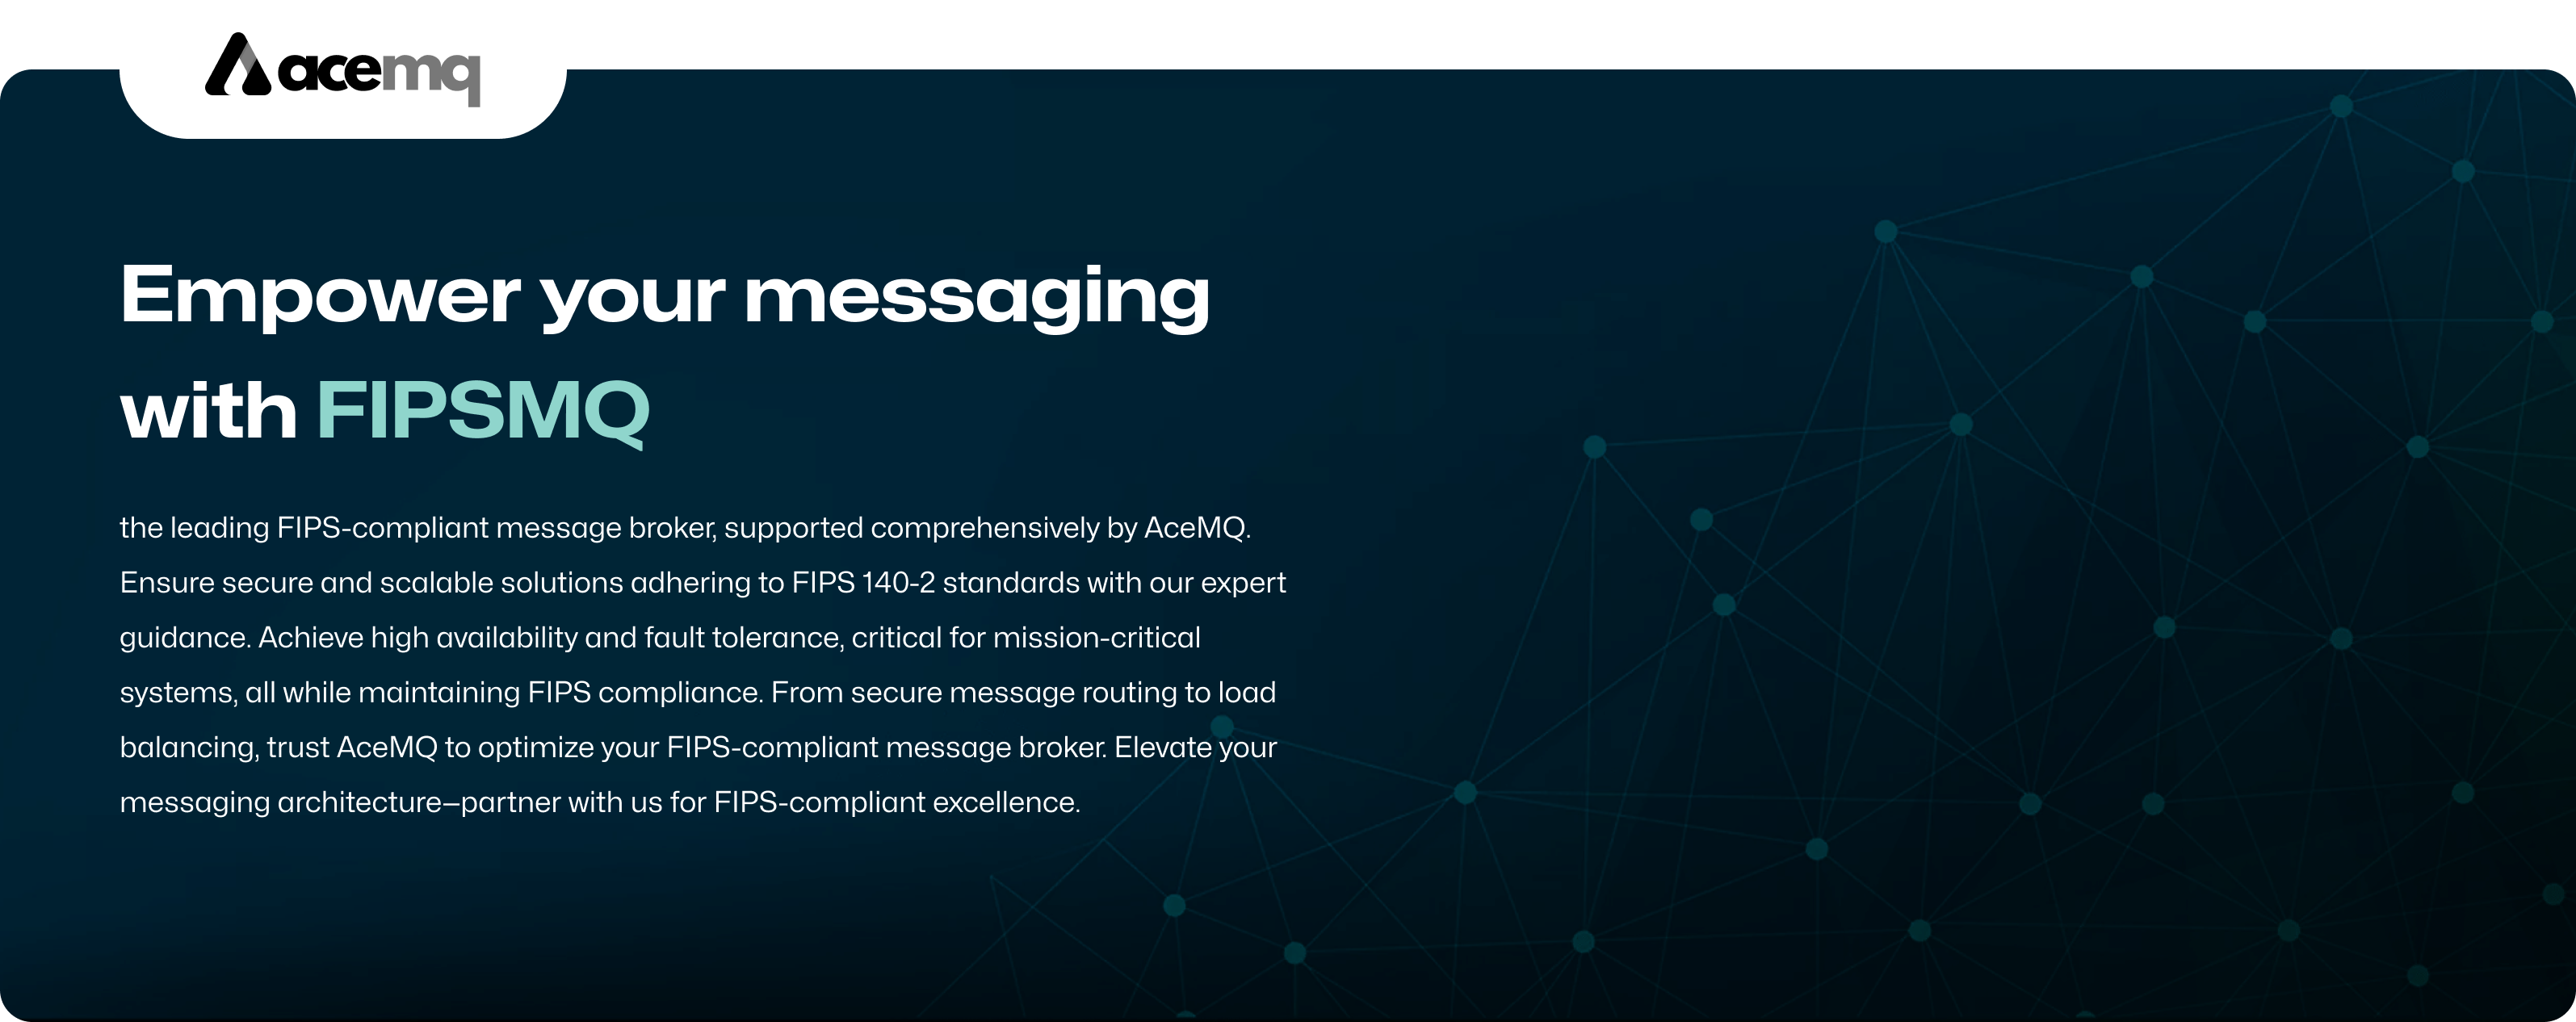 acemq
Empower your messaging
with FIPSMQ
the leading FIPS-compliant message broker, supported comprehensively by AceMQ.
Ensure secure and scalable solutions adhering to FIPS 140-2 standards with our expert
guidance. Achieve high availability and fault tolerance, critical for mission-critical
systems, all while maintaining FIPS compliance. From secure message routing to load
balancing, trust AceMQ to optimize your FIPS-compliant message broker. Elevate your
messaging architecture—partner with us for FIPS-compliant excellence.